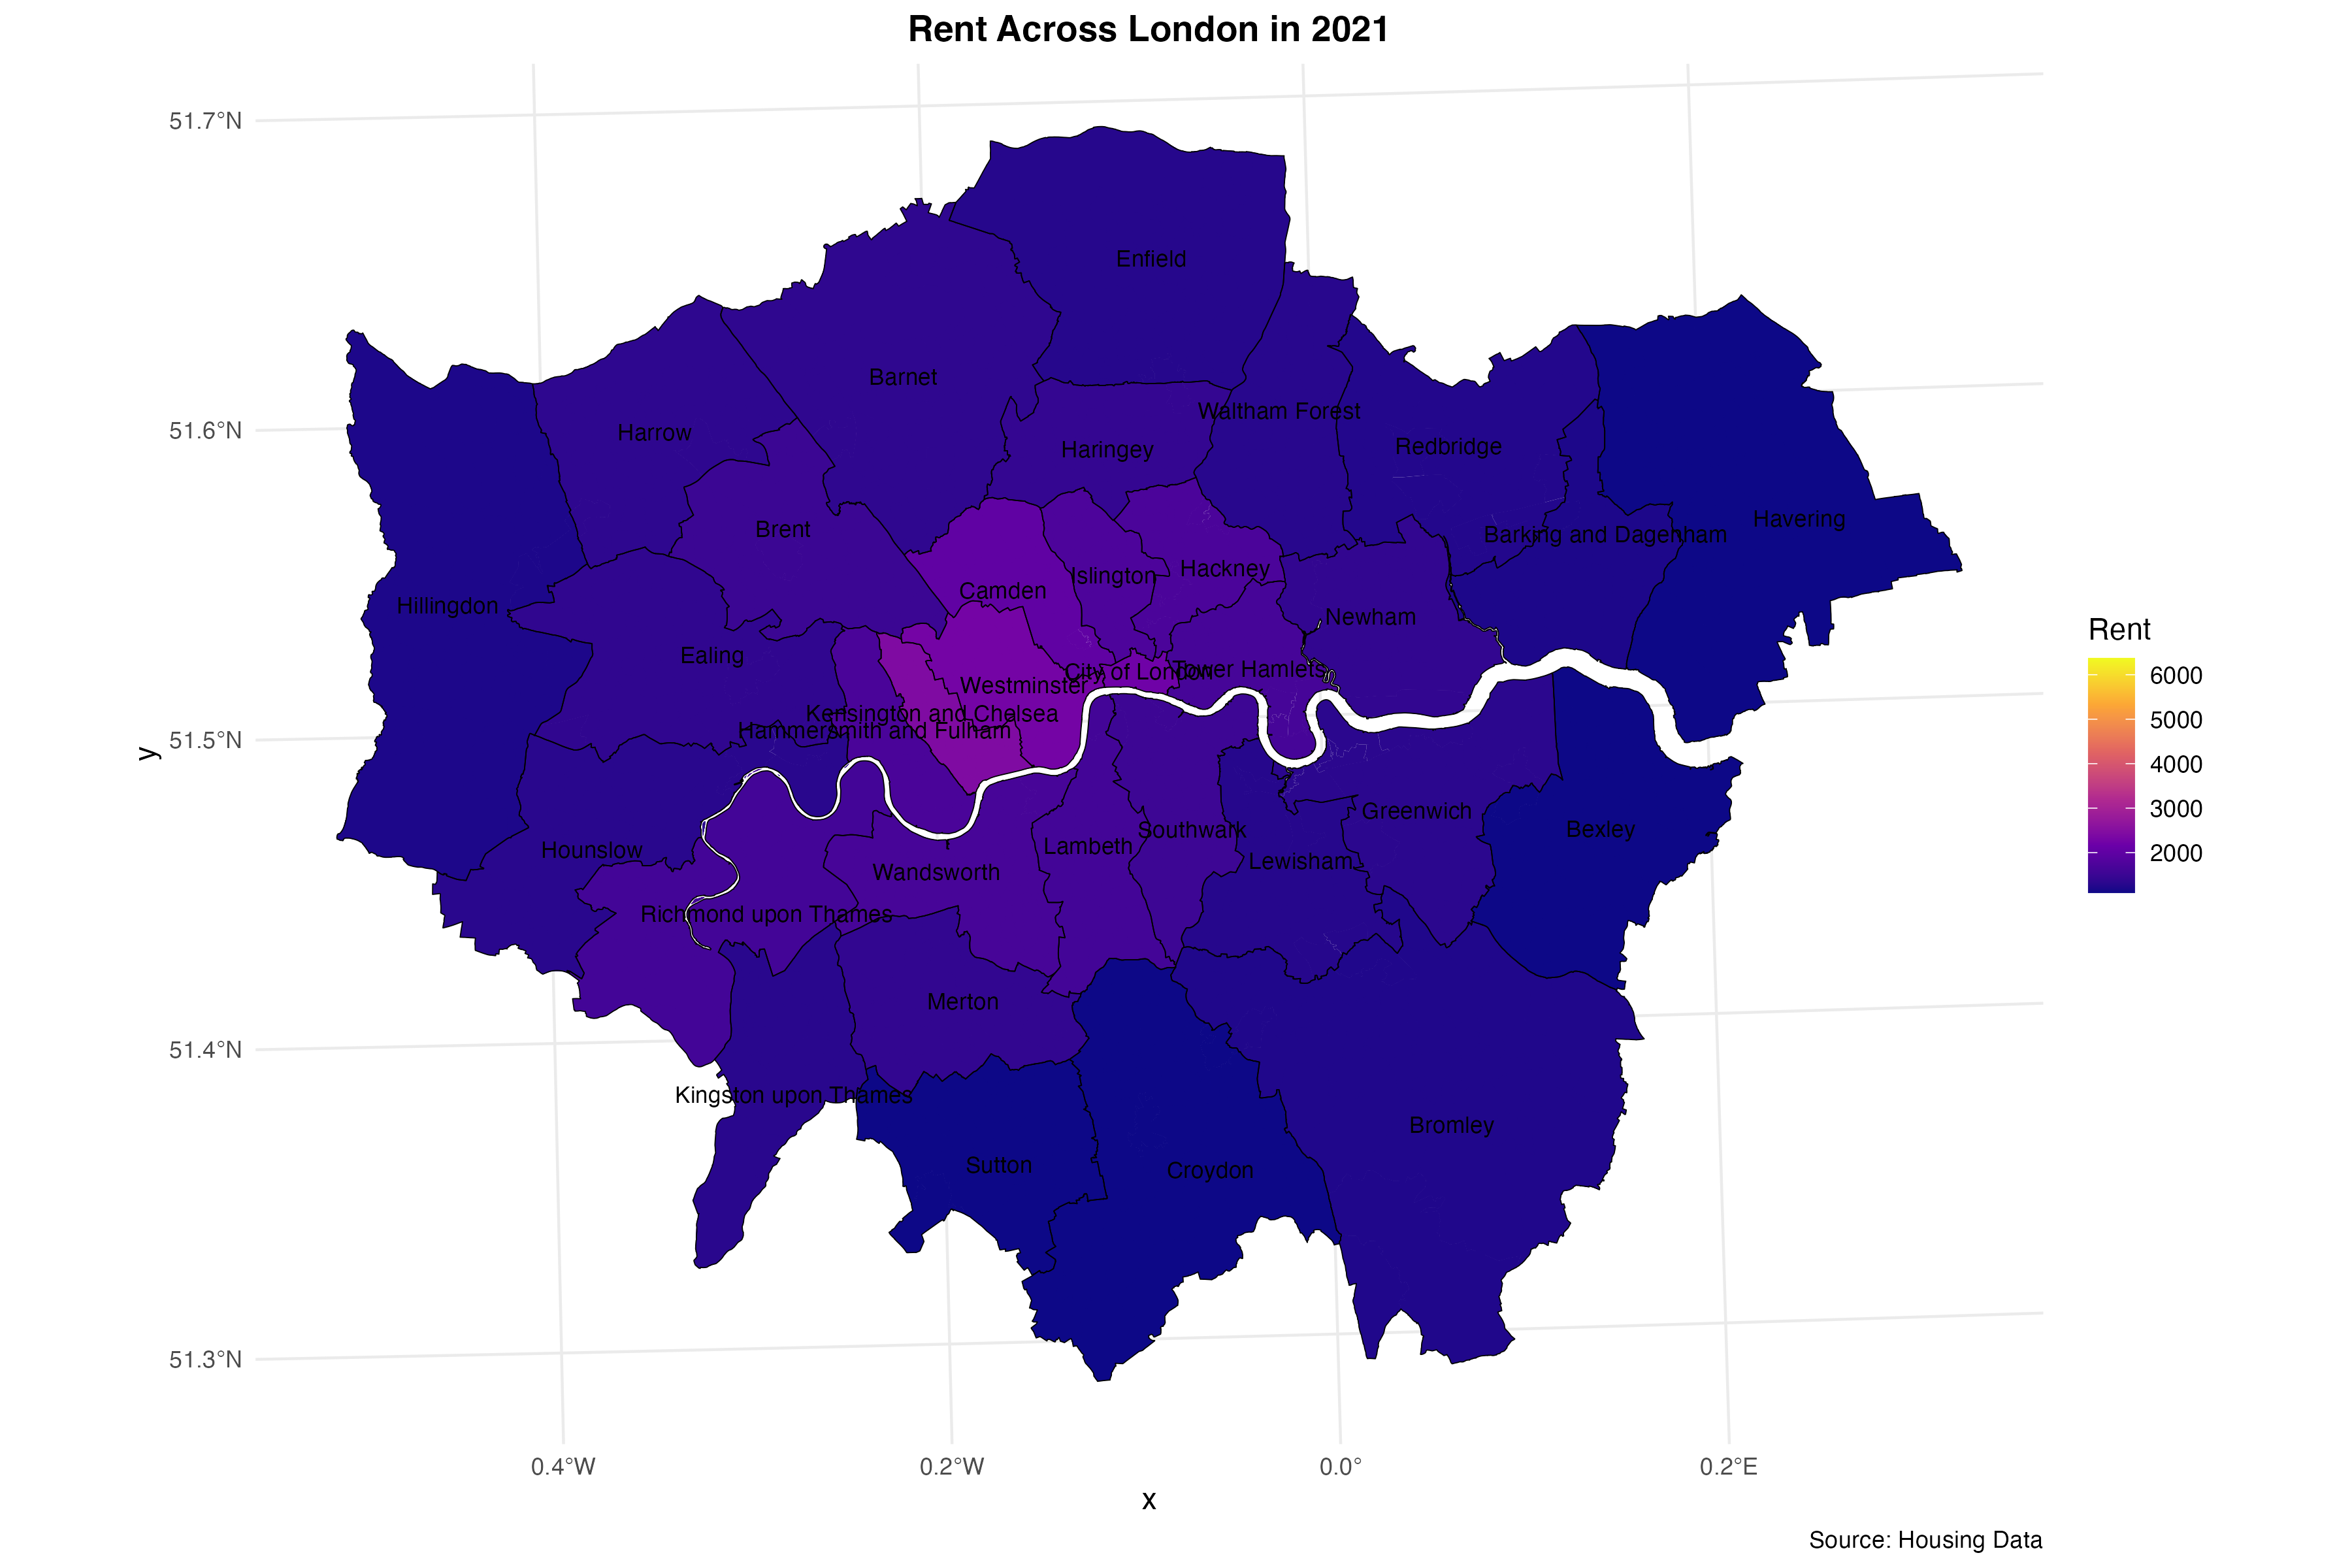 Rent Across London in 2021
51.7°N
51.6°N
51.5°N
51.4°N
51.3°N
y
Enfield
Barnet
Waltham Forest
Harrow
Redbridge
Haringey
Havering
Brent
Barking and Dagenham
Hackney
Islington
Camden
Hillingdon
Newham
Ealing
Tower Hamlets
City of London
Westminster
Kensington and Chelsea
Hammersmith and Fulham
Greenwich
Bexley
Southwark
Lambeth
Hounslow
Lewisham
Wandsworth
Richmond upon Thames
Merton
Kingston upon Thames
Bromley
Sutton
Croydon
Rent
6000
5000
4000
3000
2000
0.4°W
0.2°W
0.0°
0.2°E
x
Source: Housing Data